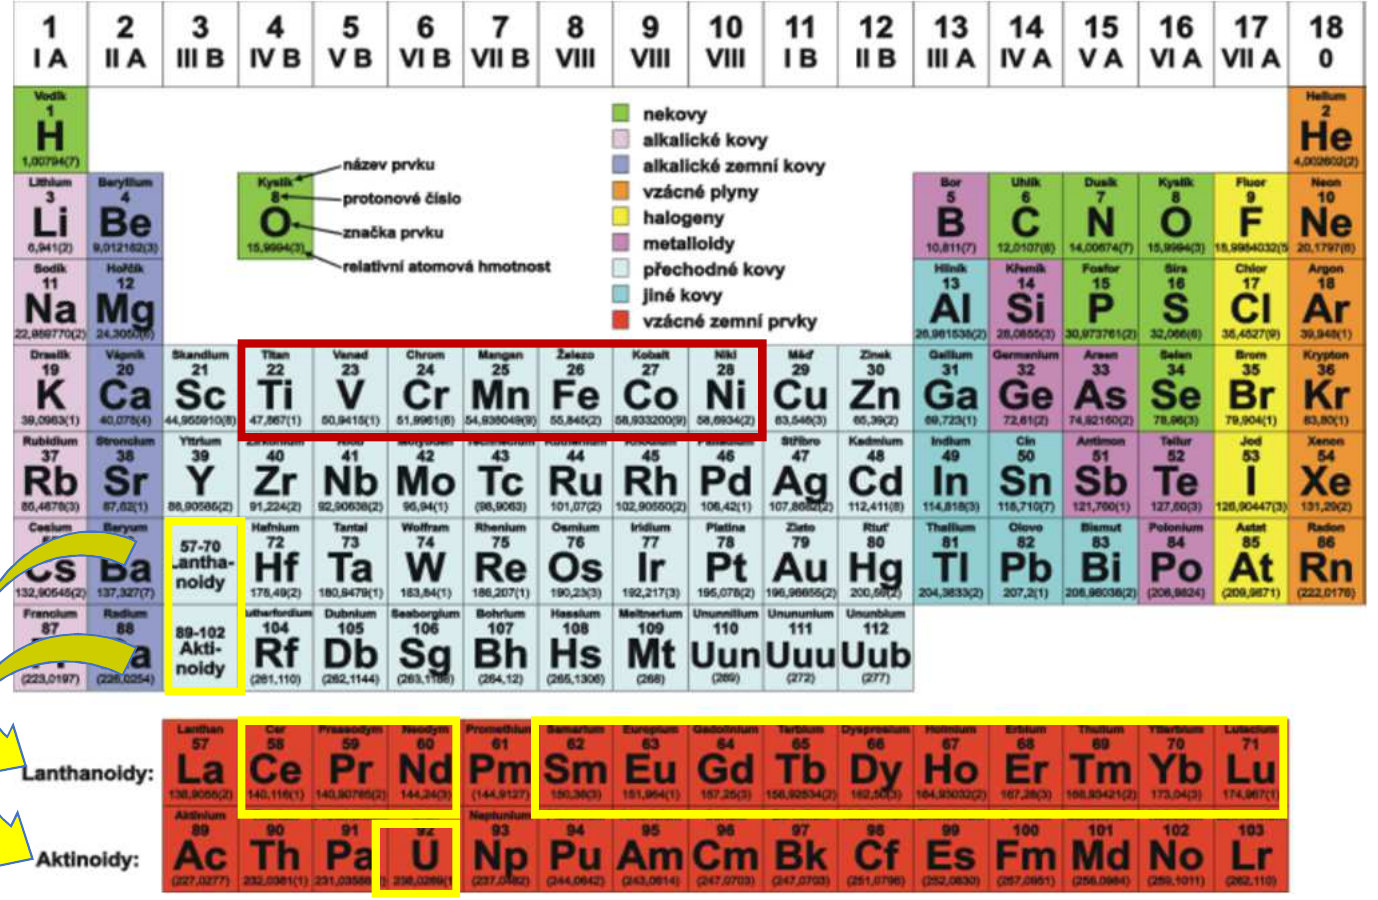 1 2 3 4 5 6 7 8 9 10 11 12 13 14 15 16 17 18
I A II A III B IV B V B VI B VII B VIII VIII VIII I B II B III A IV A V A VI A VII A 0
Vodík Helium
1 2
H He
1,00794(7) 4,002602(2)
nekovy
alkalické kovy
alkalické zemní kovy
vzácné plyny
halogeny
metalloidy
přechodné kovy
jiné kovy
vzácné zemní prvky
Kyslík
8
O
15,9994(3)
název prvku
protonové číslo
značka prvku
relativní atomová hmotnost
Lithium Beryllium Bor Uhlík Dusík Kyslík Fluor Neon
3 4 5 6 7 8 9 10
Li Be B C N O F Ne
6,941(2) 9,012182(3) 10,811(7) 12,0107(8) 14,00674(7) 15,9994(3) 18,9984032(5 20,1797(6)
Sodík Hořčík Hliník Křemík Fosfor Síra Chlor Argon
11 12 13 14 15 16 17 18
Na Mg Al Si P S Cl Ar
22,989770(2) 24,3050(6) 26,981538(2) 28,0855(3) 30,973761(2) 32,066(6) 35,4527(9) 39,948(1)
Draslík Vápník Skandium Titan Vanad Chrom Mangan Železo Kobalt Nikl Měď Zinek Gallium Germanium Arsen Selen Brom Krypton
19 20 21 22 23 24 25 26 27 28 29 30 31 32 33 34 35 36
K Ca Sc Ti V Cr Mn Fe Co Ni Cu Zn Ga Ge As Se Br Kr
39,0983(1) 40,078(4) 44,955910(8) 47,867(1) 50,9415(1) 51,9961(6) 54,938049(9) 55,845(2) 58,933200(9) 58,6934(2) 63,546(3) 65,39(2) 69,723(1) 72,61(2) 74,92160(2) 78,96(3) 79,904(1) 83,80(1)
Rubidium Stroncium Yttrium Stříbro Kadmium Indium Cín Antimon Tellur Jod Xenon
37 38 39 40 41 42 43 44 45 46 47 48 49 50 51 52 53 54
Rb Sr Y Zr Nb Mo Tc Ru Rh Pd Ag Cd In Sn Sb Te I Xe
85,4678(3) 87,62(1) 88,90585(2) 91,224(2) 92,90638(2) 95,94(1) (98,9063) 101,07(2) 102,90550(2) 106,42(1) 107,8682(2) 112,411(8) 114,818(3) 118,710(7) 121,760(1) 127,60(3) 126,90447(3) 131,29(2)
Cesium Baryum 57-70 Lantha-noidy Hafnium Tantal Wolfram Rhenium Osmium Iridium Platina Zlato Rtuť Thallium Olovo Bismut Polonium Astat Radon
72 73 74 75 76 77 78 79 80 81 82 83 84 85 86
Cs Ba Hf Ta W Re Os Ir Pt Au Hg Tl Pb Bi Po At Rn
132,90545(2) 137,327(7) 178,49(2) 180,9479(1) 183,84(1) 186,207(1) 190,23(3) 192,217(3) 195,078(2) 196,96655(2) 200,59(2) 204,3833(2) 207,2(1) 208,98038(2) (208,9824) (209,9871) (222,0176)
Francium Radium 89-102 Akti-noidy Rutherfordium Dubnium Seaborgium Bohrium Hassium Meitnerium Ununnilium Unununium Ununbium
87 88 104 105 106 107 108 109 110 111 112
Rf Db Sg Bh Hs Mt Uun Uuu Uub
(223,0197) (226,0254) (261,110) (262,1144) (263,1186) (264,12) (265,1306) (268) (269) (272) (277)
Lanthan Cer Praseodym Neodym Promethium Samarium Europium Gadolinium Terbium Dysprosium Holmium Erbium Thulium Ytterbium Lutecium
57 58 59 60 61 62 63 64 65 66 67 68 69 70 71
Lanthanoidy: La Ce Pr Nd Pm Sm Eu Gd Tb Dy Ho Er Tm Yb Lu
138,9055(2) 140,116(1) 140,90765(2) 144,24(3) (144,9127) 150,36(3) 151,964(1) 157,25(3) 158,92534(2) 162,50(3) 164,93032(2) 167,26(3) 168,93421(2) 173,04(3) 174,967(1)
Aktinium Neptunium
89 90 91 92 93 94 95 96 97 98 99 100 101 102 103
Aktinoidy: Ac Th Pa U Np Pu Am Cm Bk Cf Es Fm Md No Lr
(227,0277) 232,0381(1) 238,0289(1 (237,0482) (244,0642) (243,0614) (247,0703) (247,0703) (251,0796) (252,0830) (257,0951) (258,0984) (259,1011) (262,110)